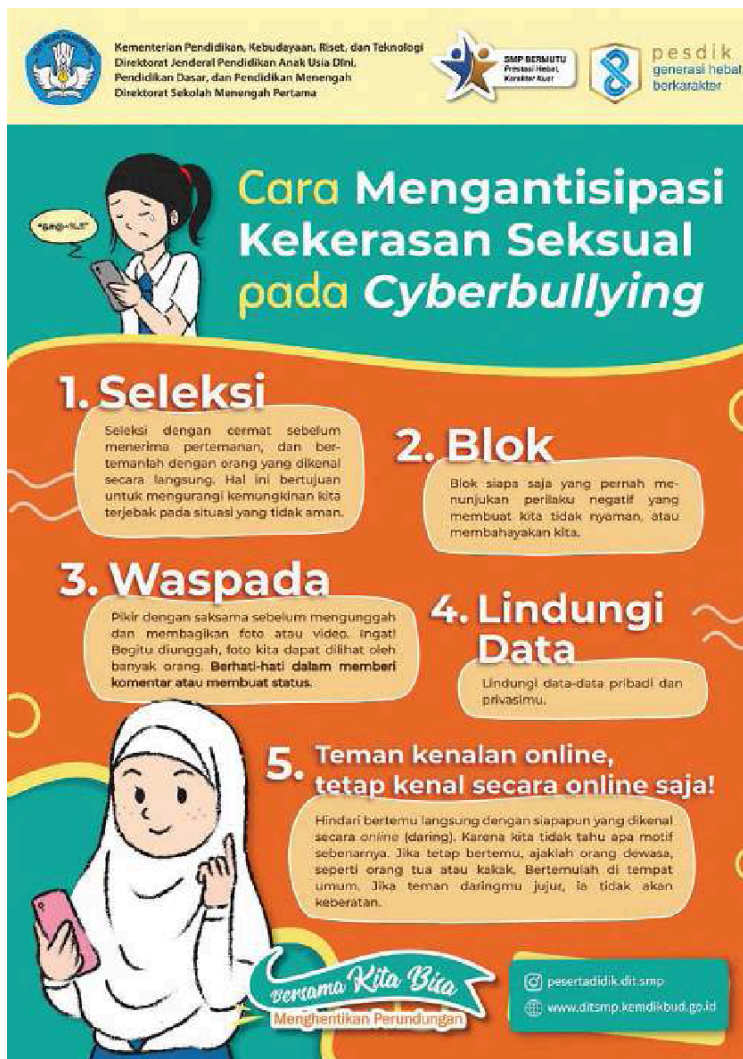 Kementerian Pendidikan, Kebudayaan, Riset, dan Teknologi
Direktorat Jenderal Pendidikan Anak Usia Dini,
Pendidikan Dasar, dan Pendidikan Menengah
Direktorat Sekolah Menengah Pertama
SMP BERMUTU
Prestasi Hebat,
Karakter Kuat
pesdik
generasi hebat
berkarakter
Cara Mengantisipasi
Kekerasan Seksual
pada Cyberbullying
1. Seleksi
Seleksi dengan cermat sebelum
menerima pertemanan, dan ber-
temanlah dengan orang yang dikenal
secara langsung. Hal ini bertujuan
untuk mengurangi kemungkinan kita
terjebak pada situasi yang tidak aman.
2. Blok
Blok siapa saja yang pernah me-
nunjukan perilaku negatif yang
membuat kita tidak nyaman, atau
membahayakan kita.
3. Waspada
Pikir dengan saksama sebelum mengunggah
dan membagikan foto atau video. Ingat!
Begitu diunggah, foto kita dapat dilihat oleh
banyak orang. Berhati-hati dalam memberi
komentar atau membuat status.
4. Lindungi
Data
Lindungi data-data pribadi dan
privasimu.
5. Teman kenalan online,
tetap kenal secara online saja!
Hindari bertemu langsung dengan siapapun yang dikenal
secara online (daring). Karena kita tidak tahu apa motif
sebenarnya. Jika tetap bertemu, ajaklah orang dewasa,
seperti orang tua atau kakak. Bertemulah di tempat
umum. Jika teman daringmu jujur, ia tidak akan
keberatan.
Bersama Kita Bisa
Menghentikan Perundungan
pesertadidik.dit.smp
www.ditsmp.kemdikbud.go.id